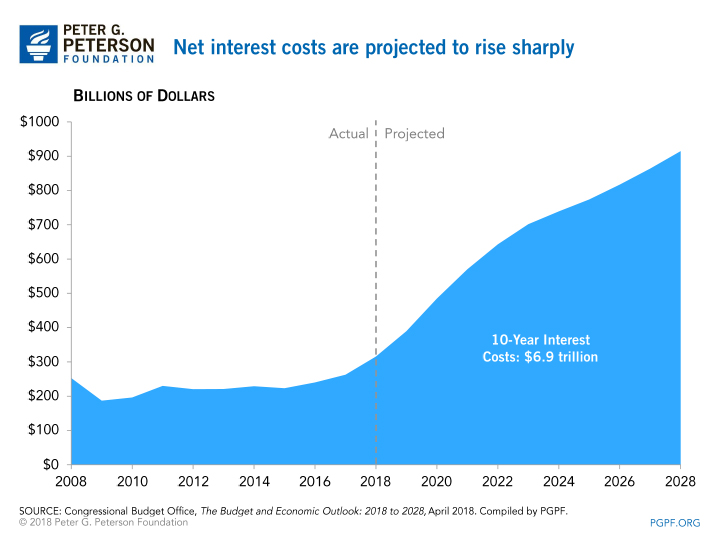 PETER G.
PETERSON
FOUNDATION
Net interest costs are projected to rise sharply
BILLIONS OF DOLLARS
$1000
$900
$800
$700
$600
$500
$400
$300
$200
$100
$0
Actual
Projected
10-Year Interest
Costs: $6.9 trillion
2008
2010
2012
2014
2016
2018
2020
2022
2024
2026
2028
SOURCE: Congressional Budget Office, The Budget and Economic Outlook: 2018 to 2028, April 2018. Compiled by PGPF.
© 2018 Peter G. Peterson Foundation
PGPF.ORG